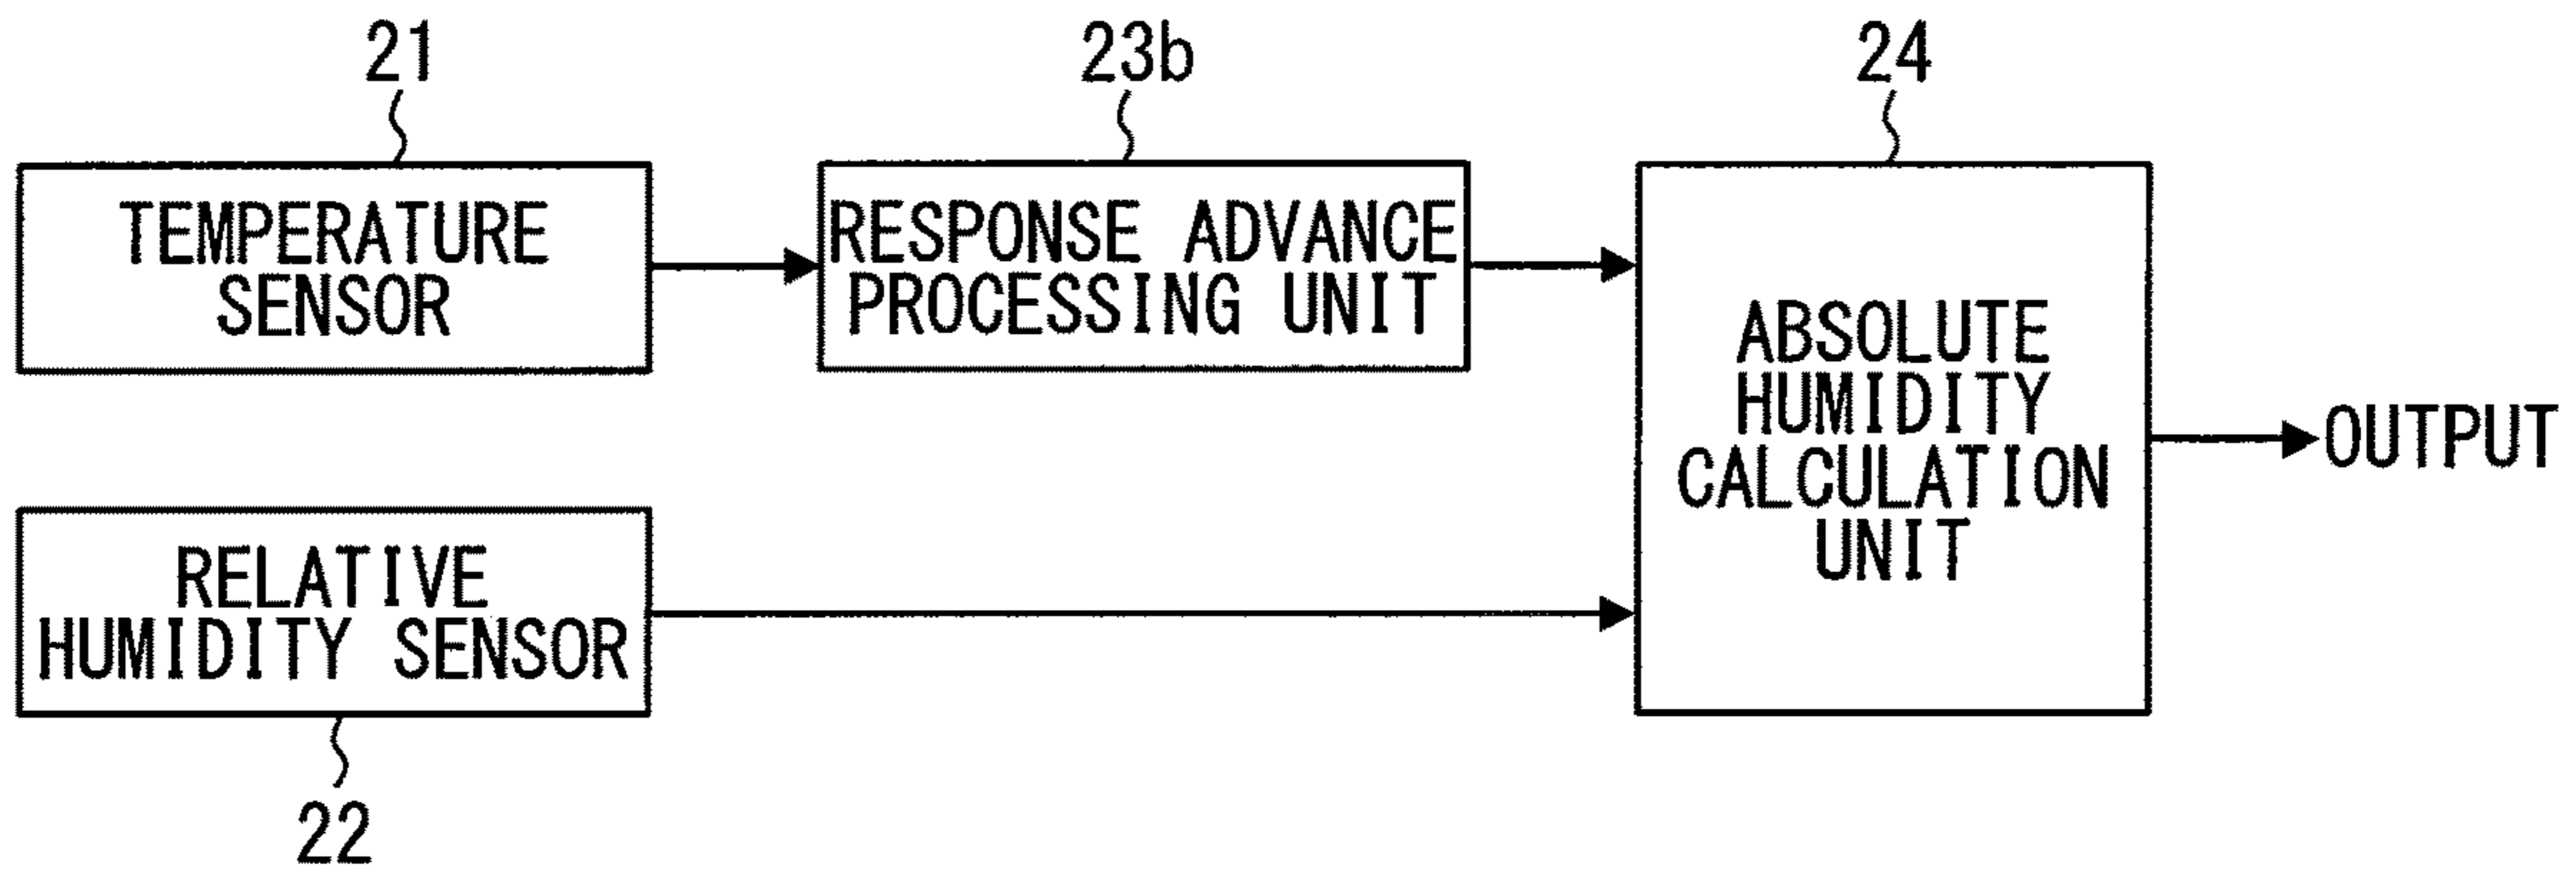 21
23b
24
TEMPERATURE
SENSOR
RESPONSE ADVANCE
PROCESSING UNIT
ABSOLUTE
HUMIDITY
CALCULATION
UNIT
OUTPUT
RELATIVE
HUMIDITY SENSOR
22